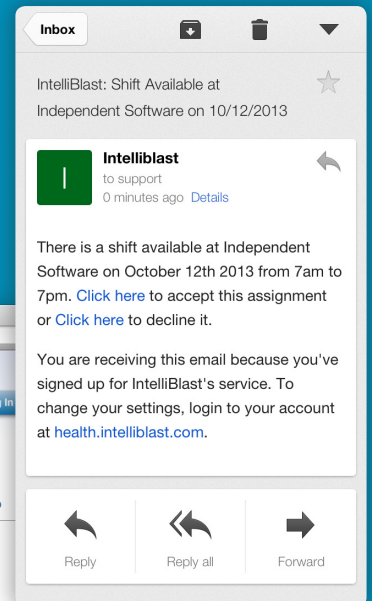 Inbox
IntelliBlast: Shift Available at
Independent Software on 10/12/2013
I
Intelliblast
to support
0 minutes ago Details
There is a shift available at Independent
Software on October 12th 2013 from 7am to
7pm. Click here to accept this assignment
or Click here to decline it.
You are receiving this email because you've
signed up for IntelliBlast's service. To
change your settings, login to your account
at health.intelliblast.com.
In
Reply
Reply all
Forward